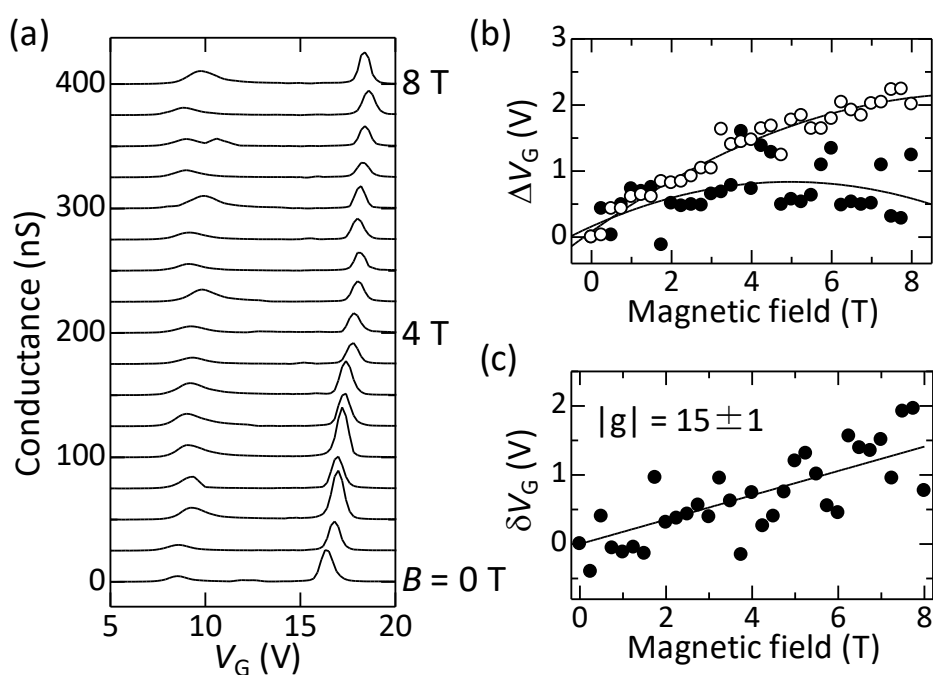 (a)
Conductance (nS)
400
300
200
100
0
8 T
4 T
B = 0 T
5
10
15
20
V_G (V)
(b)
ΔV_G (V)
3
2
1
0
0
2
4
6
8
Magnetic field (T)
(c)
δV_G (V)
2
1
0
|g| = 15 ± 1
0
2
4
6
8
Magnetic field (T)